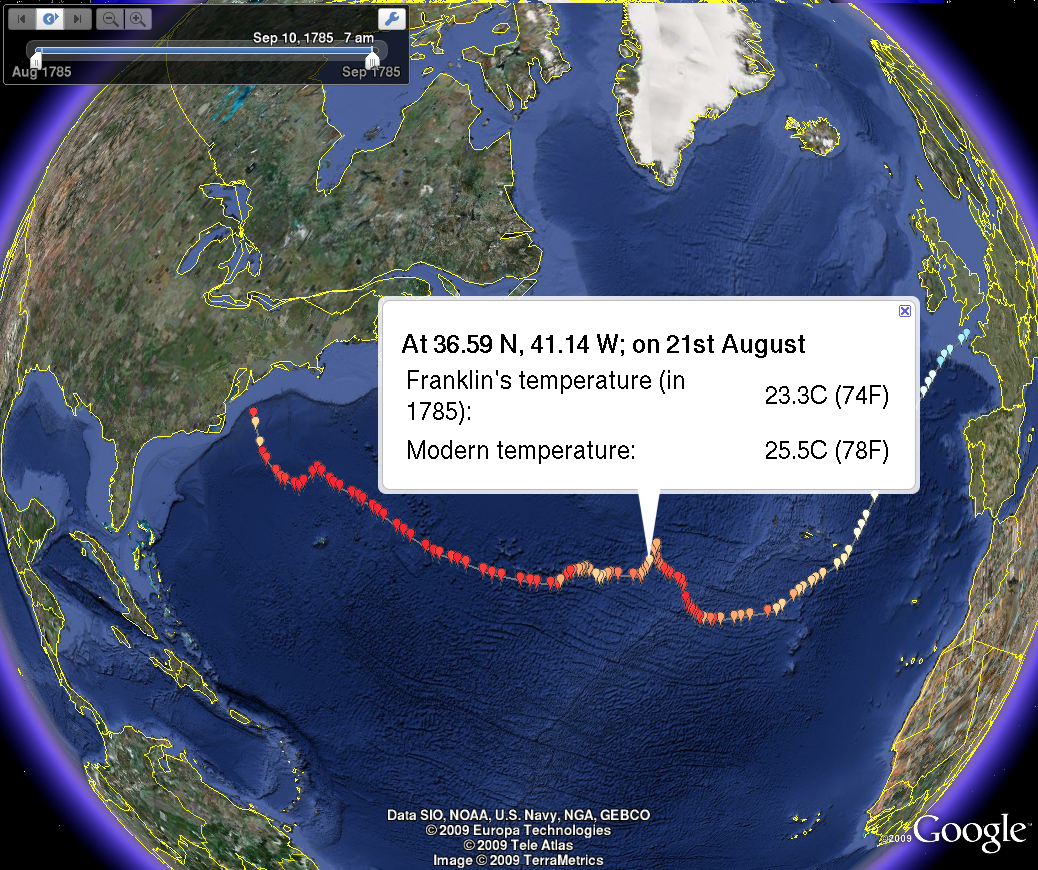 Sep 10, 1785 7 am
Aug 1785
Sep 1785
At 36.59 N, 41.14 W; on 21st August
Franklin's temperature (in
1785):
23.3C (74F)
Modern temperature:
25.5C (78F)
Data SIO, NOAA, U.S. Navy, NGA, GEBCO
© 2009 Europa Technologies
© 2009 Tele Atlas
Image © 2009 TerraMetrics
©2009 Google™